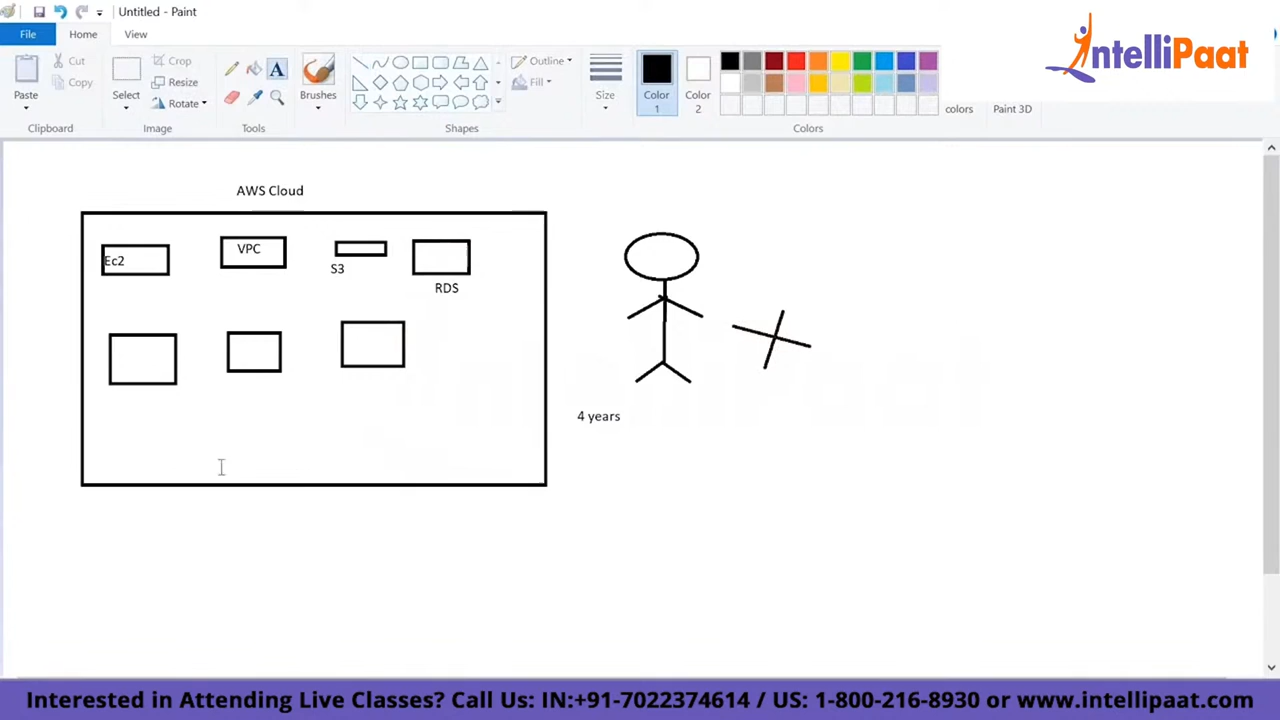 Untitled - Paint
File
Home
View
Paste
Cut
Copy
Clipboard
Select
Crop
Resize
Rotate
Image
A
Tools
Brushes
Shapes
Outline
Fill
Size
Color 1
Color 2
Colors
colors
Paint 3D
IntelliPaat
AWS Cloud
Ec2
VPC
S3
RDS
4 years
Interested in Attending Live Classes? Call Us: IN:+91-7022374614 / US: 1-800-216-8930 or www.intellipaat.com